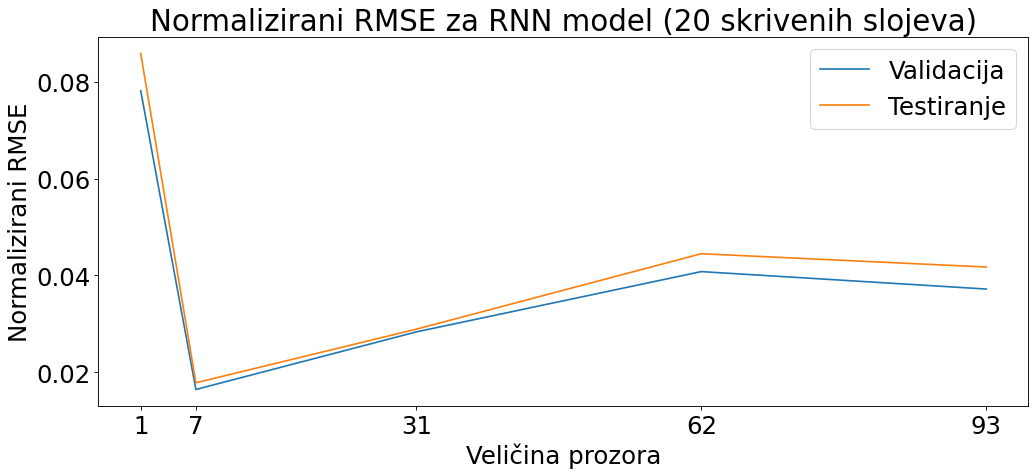 Normalizirani RMSE za RNN model (20 skrivenih slojeva)
Validacija
Testiranje
Normalizirani RMSE
0.08
0.06
0.04
0.02
1 7 31 62 93
Veličina prozora